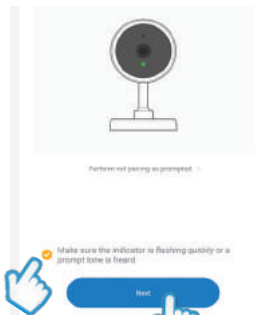 Perform net pairing as prompted. >
Make sure the indicator is flashing quickly or a
prompt tone is heard
Next